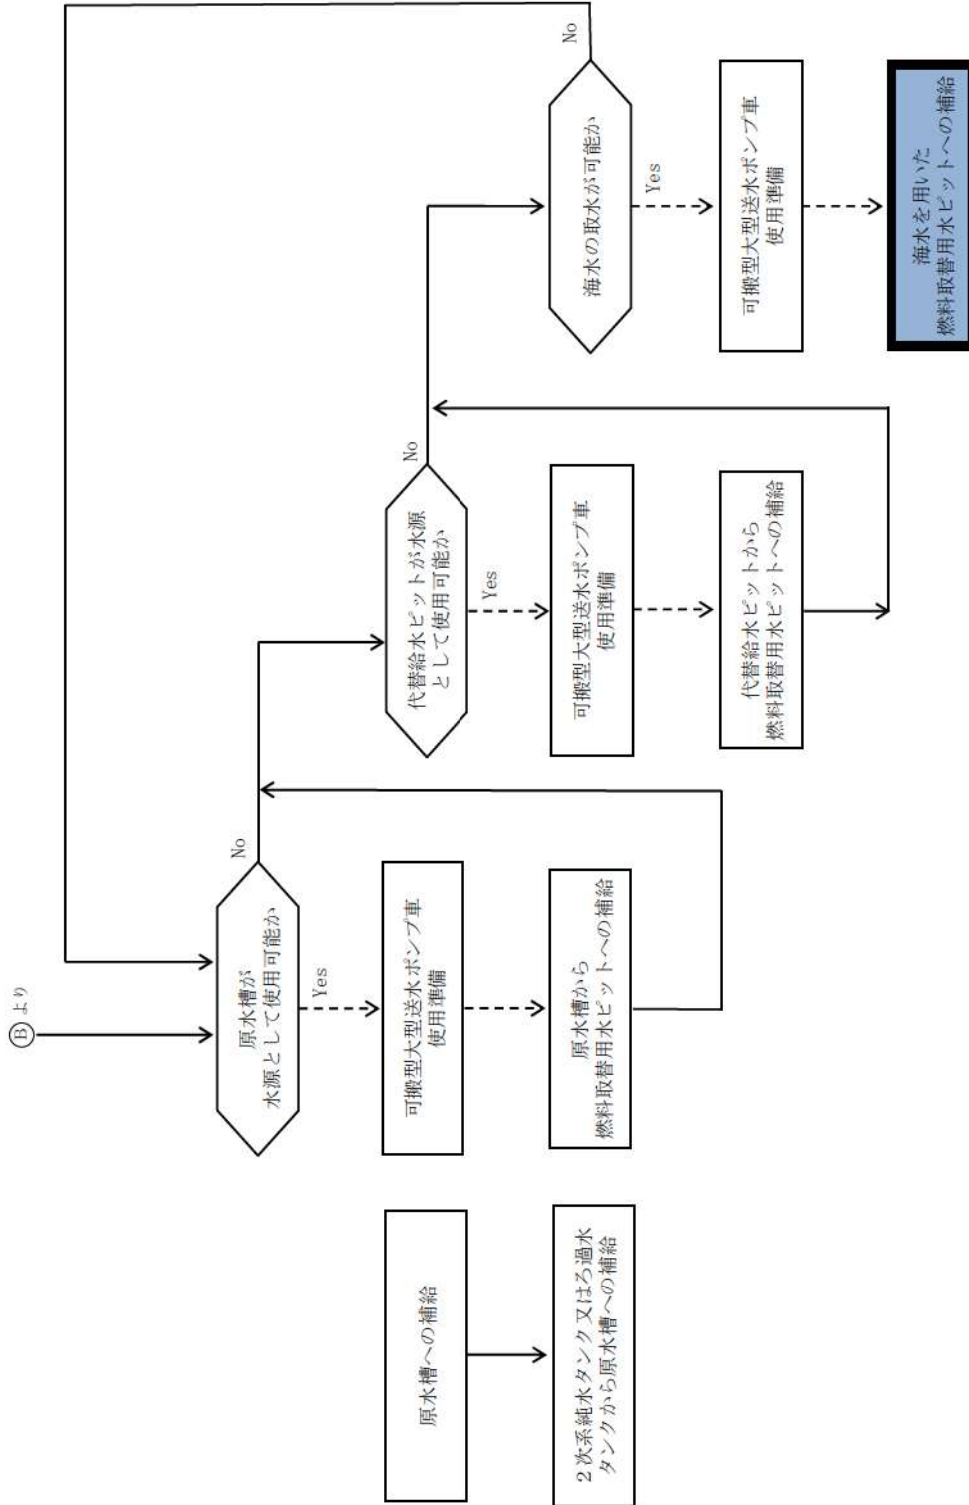 Ⓑより
原水槽が
水源として使用可能か
No
Yes
可搬型大型送水ポンプ車
使用準備
原水槽から
燃料取替用水ピットへの補給
代替給水ピットが水源
として使用可能か
No
Yes
可搬型大型送水ポンプ車
使用準備
代替給水ピットから
燃料取替用水ピットへの補給
海水の取水が可能か
No
Yes
可搬型大型送水ポンプ車
使用準備
海水を用いた
燃料取替用水ピットへの補給
原水槽への補給
2次系純水タンク又はろ過水
タンクから原水槽への補給